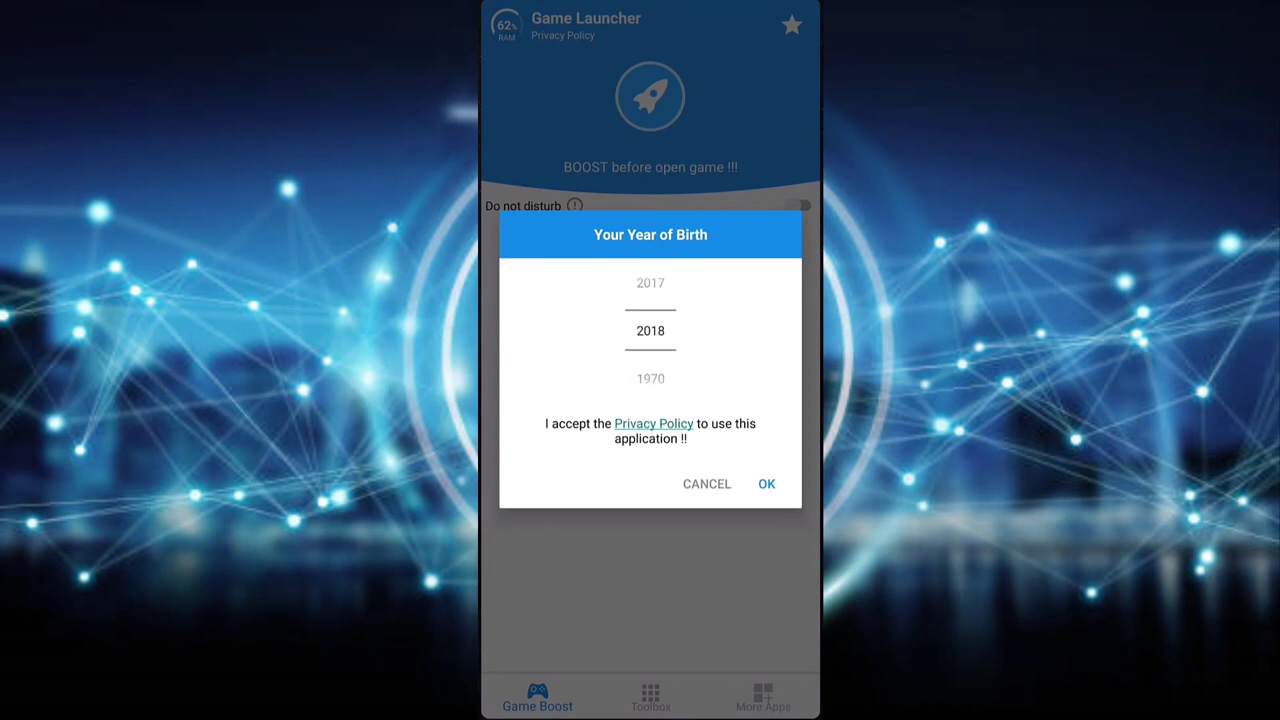 62%
RAM
Game Launcher
Privacy Policy
BOOST before open game !!!
Do not disturb
Your Year of Birth
2017
2018
1970
I accept the Privacy Policy to use this
application !!
CANCEL OK
Game Boost Toolbox More Apps